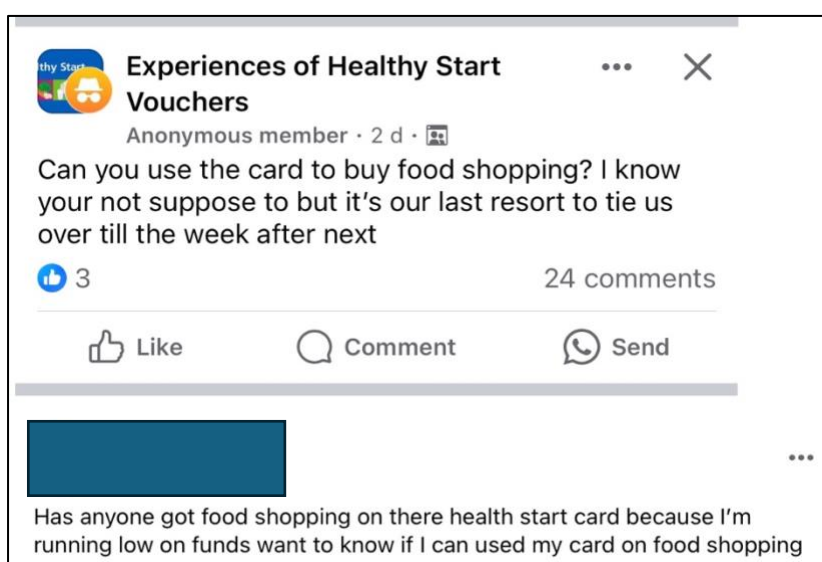 thy Start
Experiences of Healthy Start
Vouchers
Anonymous member · 2 d ·
Can you use the card to buy food shopping? I know
your not suppose to but it's our last resort to tie us
over till the week after next
3
24 comments
Like
Comment
Send
Has anyone got food shopping on there health start card because I'm
running low on funds want to know if I can used my card on food shopping